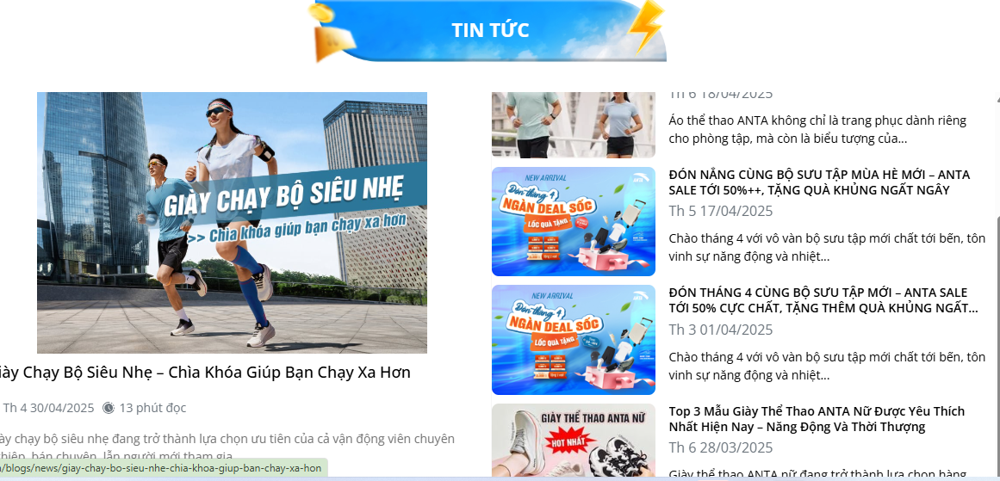 TIN TỨC
GIÀY CHẠY BỘ SIÊU NHẸ
>> Chìa khóa giúp bạn chạy xa hơn
iày Chạy Bộ Siêu Nhẹ – Chìa Khóa Giúp Bạn Chạy Xa Hơn
Th 4 30/04/2025 13 phút đọc
ày chạy bộ siêu nhẹ đang trở thành lựa chọn ưu tiên của cả vận động viên chuyên
bán chuyên, lẫn người mới tham gia
/blogs/news/giay-chay-bo-sieu-nhe-chia-khoa-giup-ban-chay-xa-hon
Th 6 18/04/2025
Áo thể thao ANTA không chỉ là trang phục dành riêng
cho phòng tập, mà còn là biểu tượng của...
NEW ARRIVAL
ANTA
Đón tháng 4
NGÀN DEAL SỐC
LỐC QUÀ TẶNG
ĐÓN NẮNG CÙNG BỘ SƯU TẬP MÙA HÈ MỚI – ANTA
SALE TỚI 50%++, TẶNG QUÀ KHỦNG NGẤT NGÂY
Th 5 17/04/2025
Chào tháng 4 với vô vàn bộ sưu tập mới chất tới bến, tôn
vinh sự năng động và nhiệt...
NEW ARRIVAL
ANTA
Đón tháng 4
NGÀN DEAL SỐC
LỐC QUÀ TẶNG
ĐÓN THÁNG 4 CÙNG BỘ SƯU TẬP MỚI – ANTA SALE
TỚI 50% CỰC CHẤT, TẶNG THÊM QUÀ KHỦNG NGẤT...
Th 3 01/04/2025
Chào tháng 4 với vô vàn bộ sưu tập mới chất tới bến, tôn
vinh sự năng động và nhiệt...
GIÀY THỂ THAO ANTA NỮ
HOT NHẤT
Top 3 Mẫu Giày Thể Thao ANTA Nữ Được Yêu Thích
Nhất Hiện Nay – Năng Động Và Thời Thượng
Th 6 28/03/2025
Giày thể thao ANTA nữ đang trở thành lựa chọn hàng